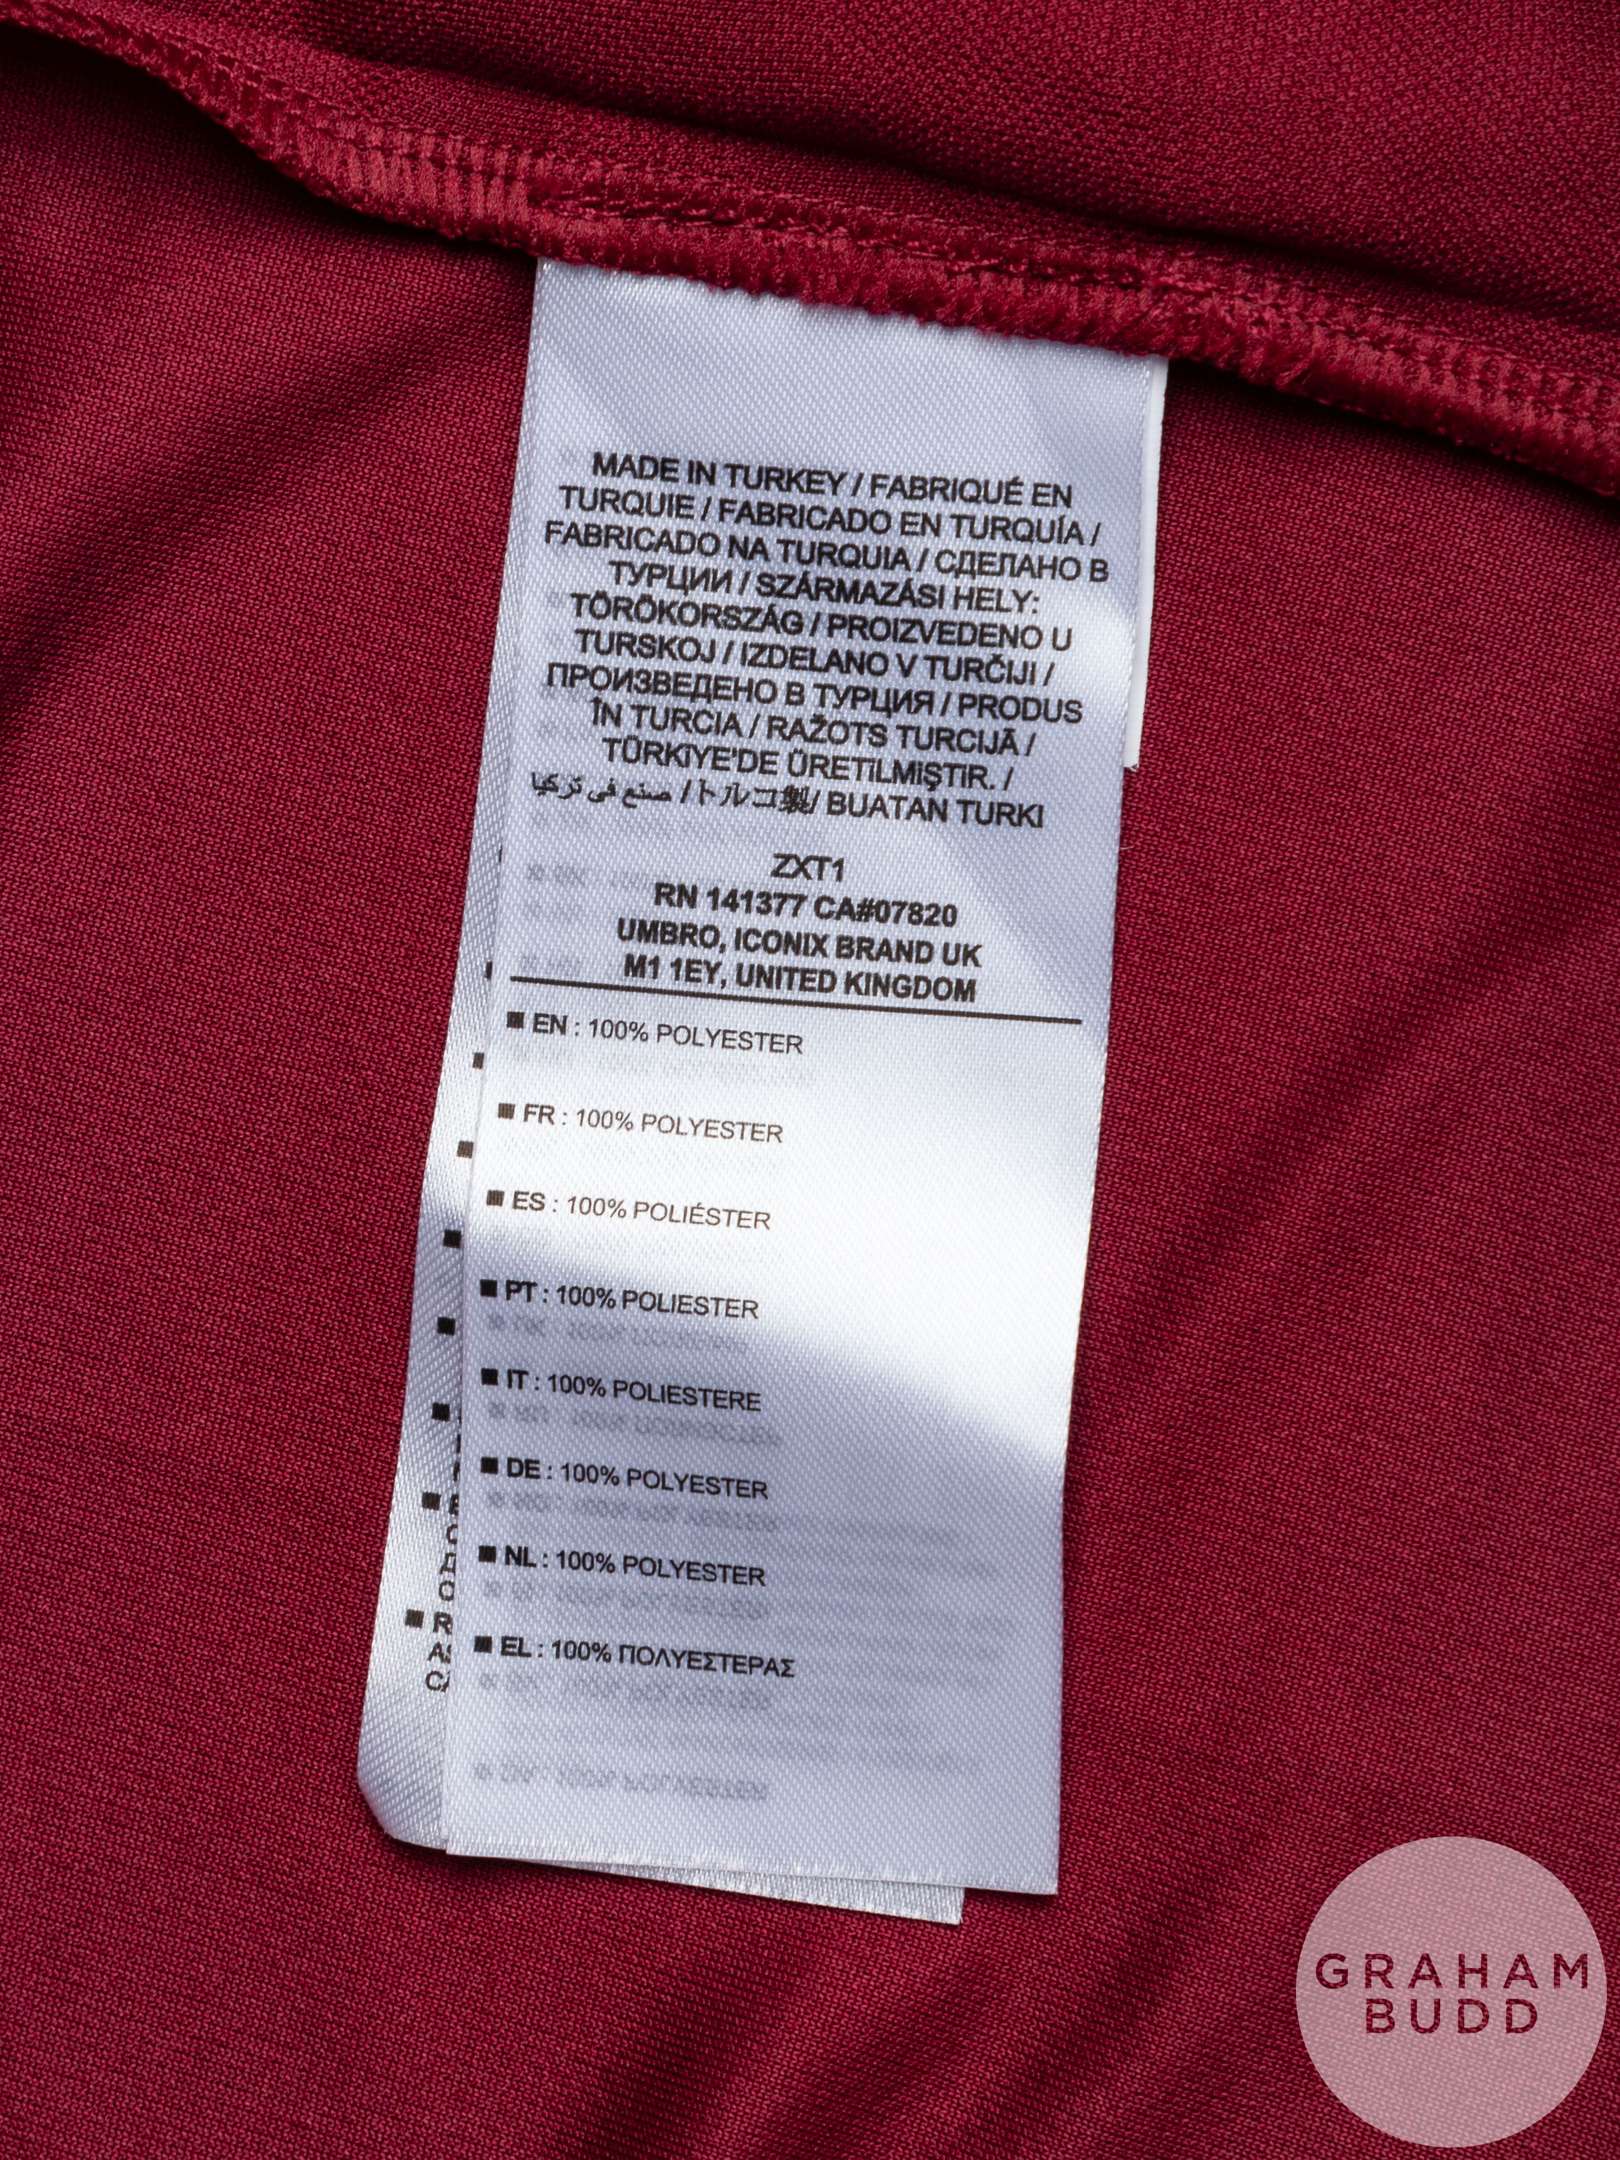 MADE IN TURKEY / FABRIQUÉ EN
TURQUIE / FABRICADO EN TURQUÍA /
FABRICADO NA TURQUIA / СДЕЛАНО В
ТУРЦИИ / SZÁRMAZÁSI HELY:
TÖRÖKORSZÁG / PROIZVEDENO U
TURSKOJ / IZDELANO V TURČIJI /
ПРОИЗВЕДЕНО В ТУРЦИЯ / PRODUS
ÎN TURCIA / RAŽOTS TURCIJĀ /
TÜRKİYE'DE ÜRETİLMİŞTİR. /
صنع في تركيا / トルコ製/ BUATAN TURKI
ZXT1
RN 141377 CA#07820
UMBRO, ICONIX BRAND UK
M1 1EY, UNITED KINGDOM
■ EN : 100% POLYESTER
■ FR : 100% POLYESTER
■ ES : 100% POLIÉSTER
■ PT : 100% POLIESTER
■ IT : 100% POLIESTERE
■ DE : 100% POLYESTER
■ NL : 100% POLYESTER
■ EL : 100% ΠΟΛΥΕΣΤΕΡΑΣ
GRAHAM
BUDD